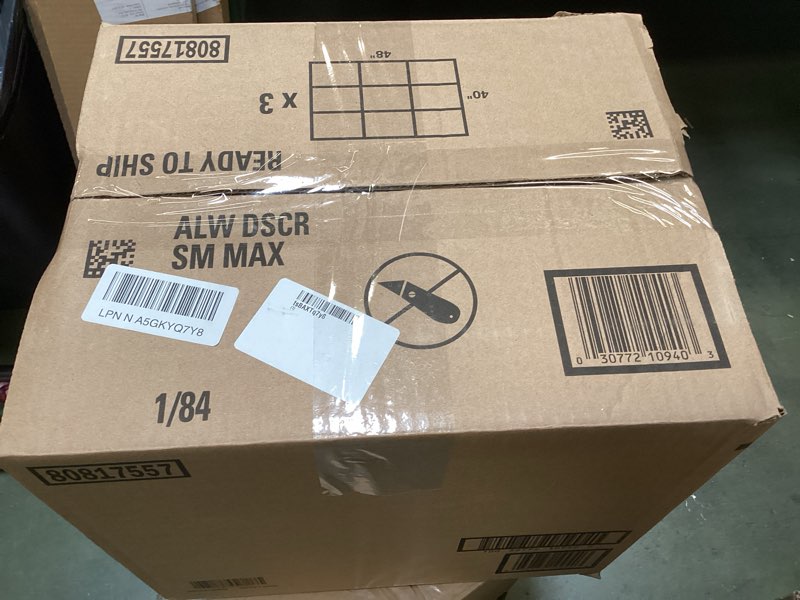 80817557
48"
40"
X 3
READY TO SHIP
ALW DSCR
SM MAX
LPN N A5GKYQ7Y8
0 30772 10940 3
1/84
80817557